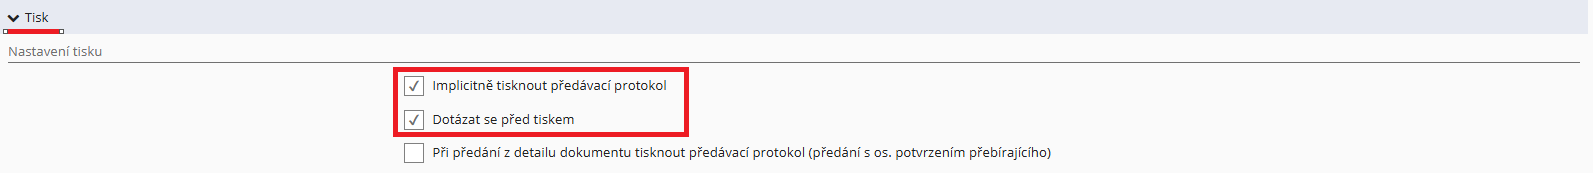 Tisk
Nastavení tisku
Implicitně tisknout předávací protokol
Dotázat se před tiskem
Při předání z detailu dokumentu tisknout předávací protokol (předání s os. potvrzením přebírajícího)